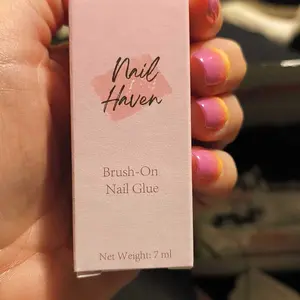 Nail
Haven
Brush-On
Nail Glue
Net Weight: 7 ml